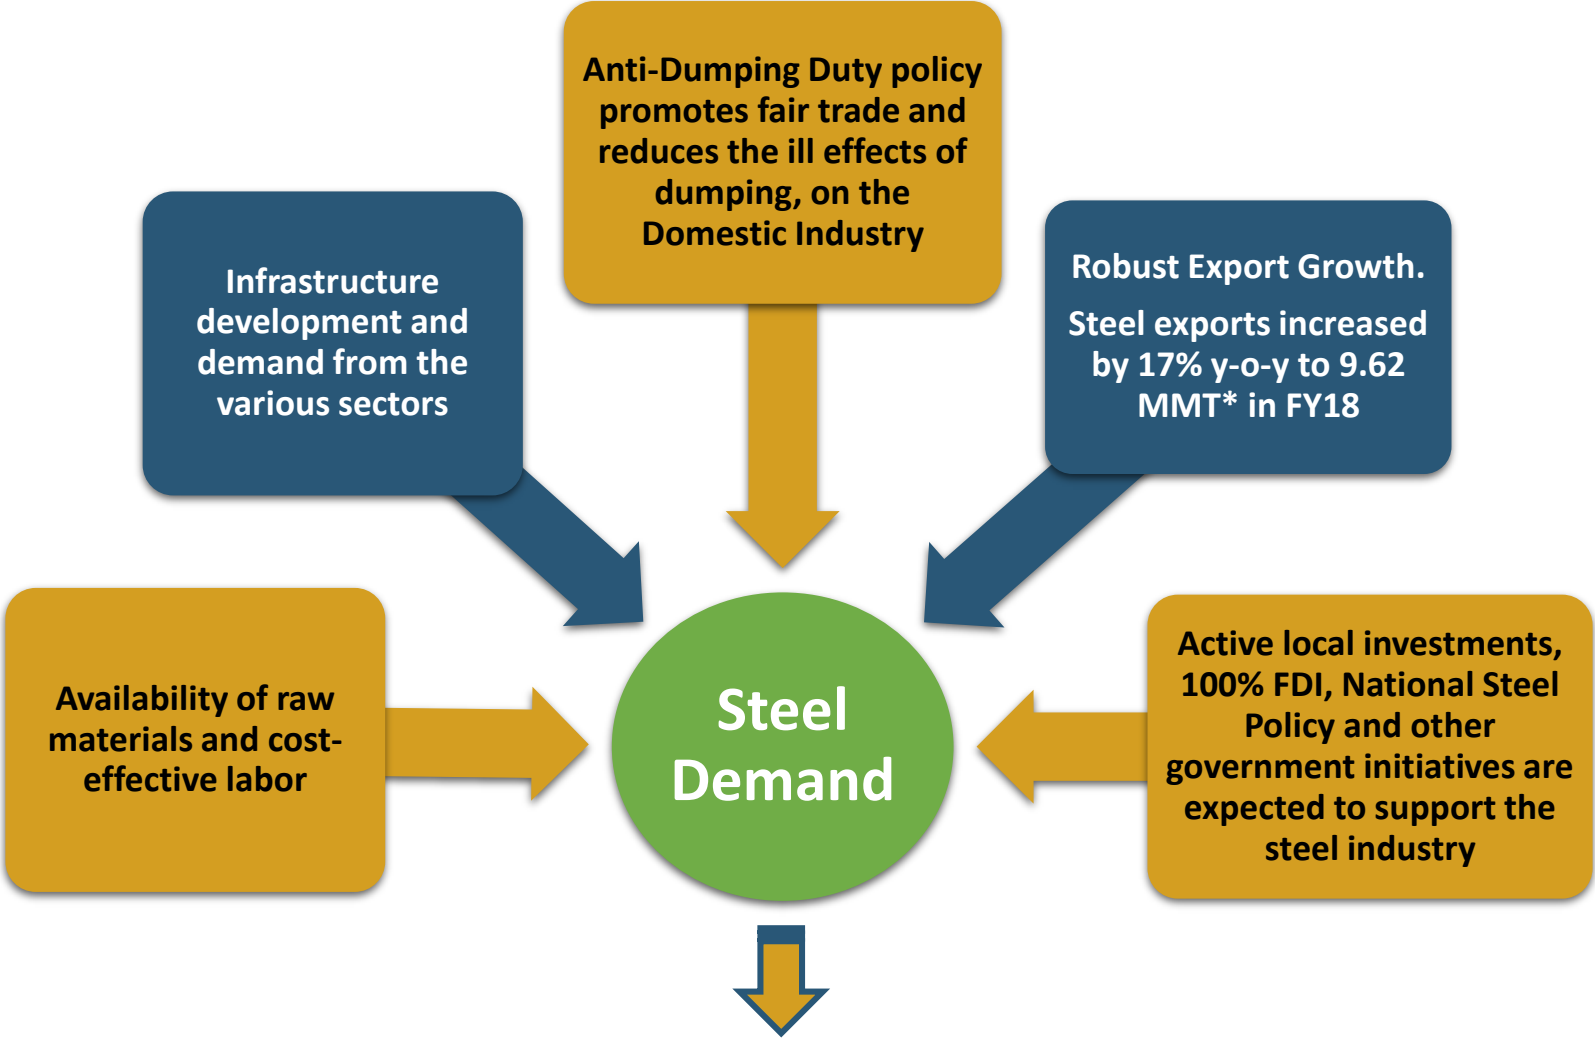 Anti-Dumping Duty policy
promotes fair trade and
reduces the ill effects of
dumping, on the
Domestic Industry
Infrastructure
development and
demand from the
various sectors
Robust Export Growth.
Steel exports increased
by 17% y-o-y to 9.62
MMT* in FY18
Availability of raw
materials and cost-
effective labor
Steel
Demand
Active local investments,
100% FDI, National Steel
Policy and other
government initiatives are
expected to support the
steel industry